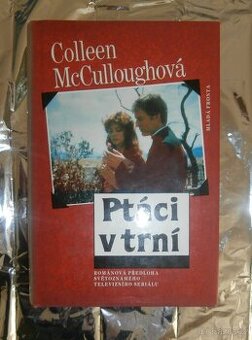 Colleen
McCulloughová
MLADÁ FRONTA
Ptáci
v trní
ROMÁNOVÁ PŘEDLOHA
SVĚTOZNÁMÉHO
TELEVIZNÍHO SERIÁLU